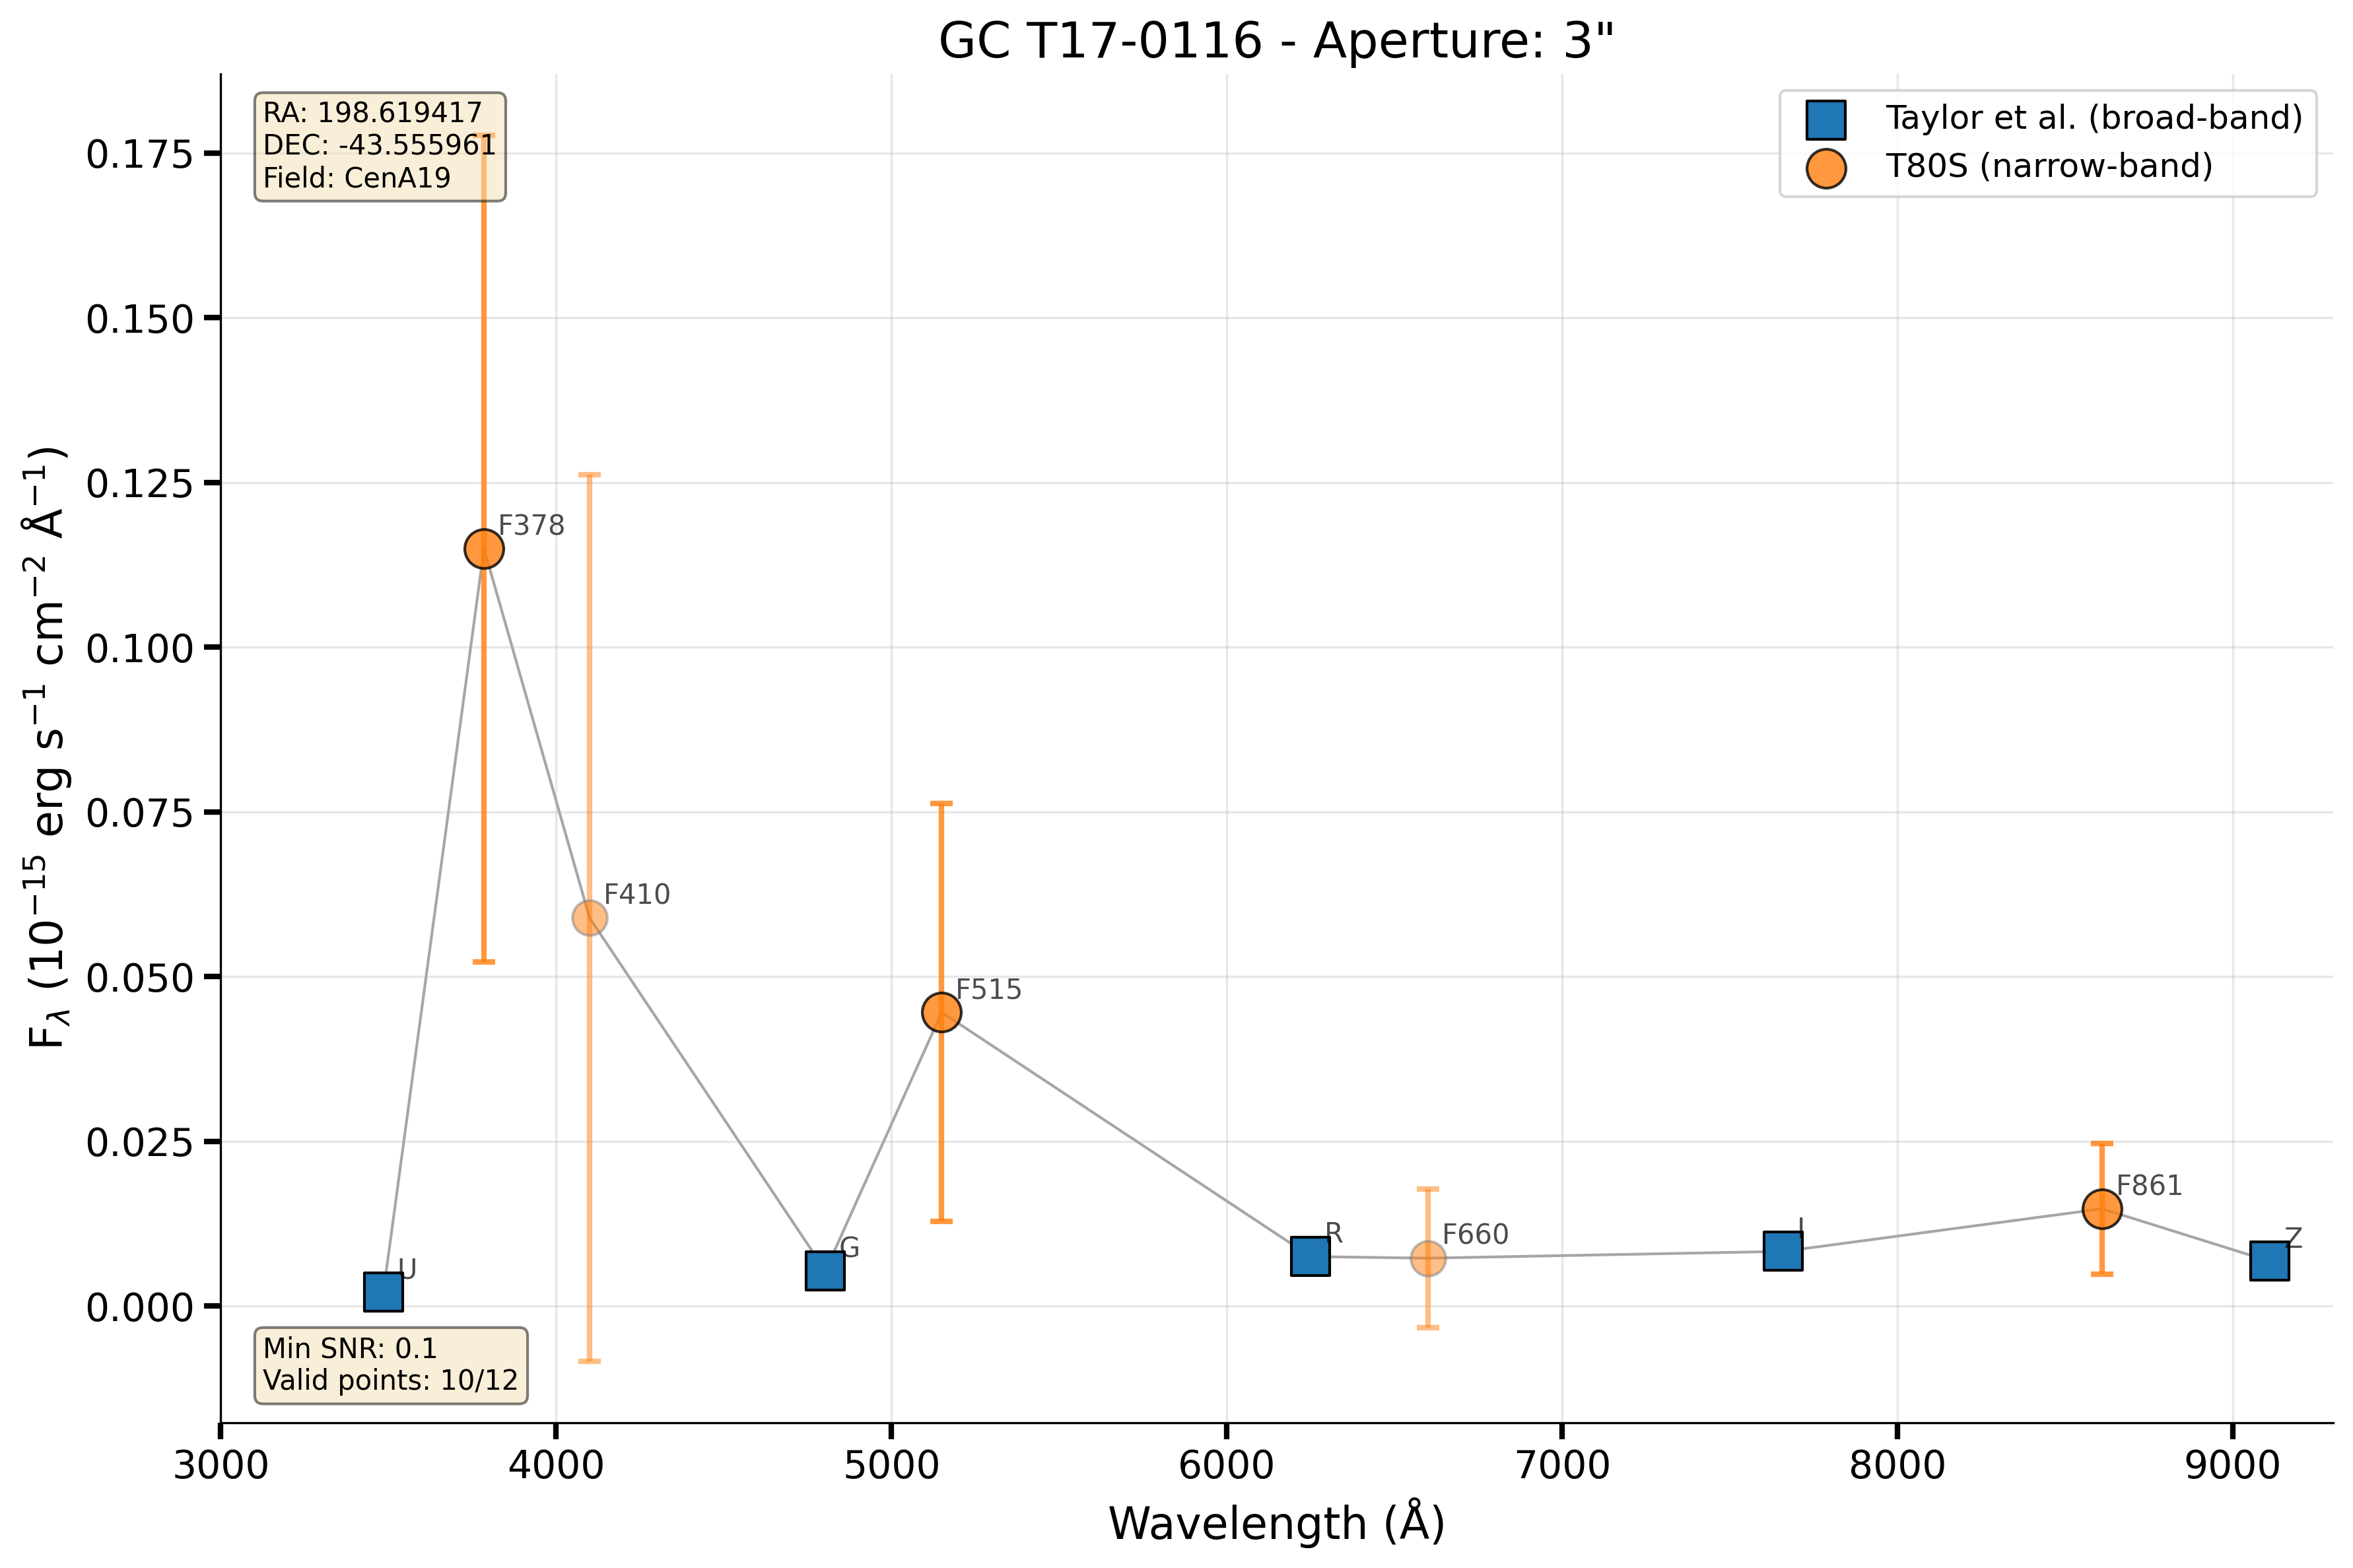 GC T17-0116 - Aperture: 3"
RA: 198.619417
DEC: -43.555961
Field: CenA19
Taylor et al. (broad-band)
T80S (narrow-band)
0.175
0.150
0.125
0.100
0.075
0.050
0.025
0.000
F_λ (10⁻¹⁵ erg s⁻¹ cm⁻² Å⁻¹)
F378
F410
F515
U
G
R
F660
I
F861
Z
Min SNR: 0.1
Valid points: 10/12
3000 4000 5000 6000 7000 8000 9000
Wavelength (Å)